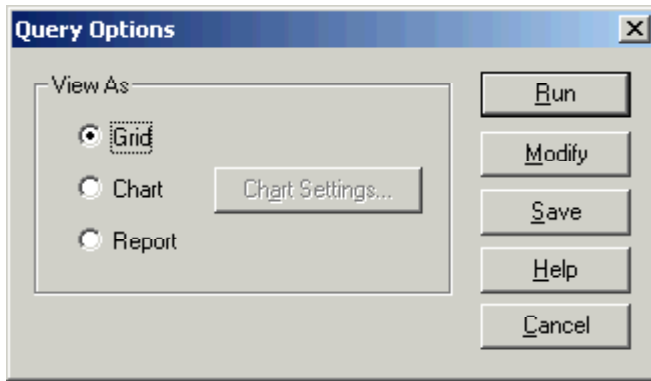 Query Options
View As
Grid
Chart
Chart Settings...
Report
Run
Modify
Save
Help
Cancel